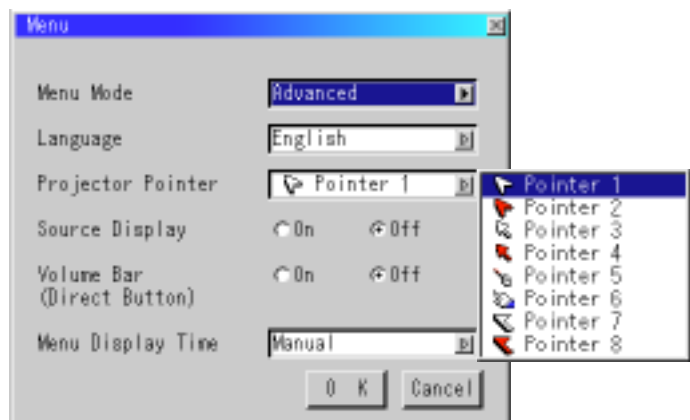 Menu
Menu Mode
Advanced
Language
English
Projector Pointer
Pointer 1
Source Display
On
Off
Volume Bar
(Direct Button)
On
Off
Menu Display Time
Manual
O K
Cancel
Pointer 1
Pointer 2
Pointer 3
Pointer 4
Pointer 5
Pointer 6
Pointer 7
Pointer 8